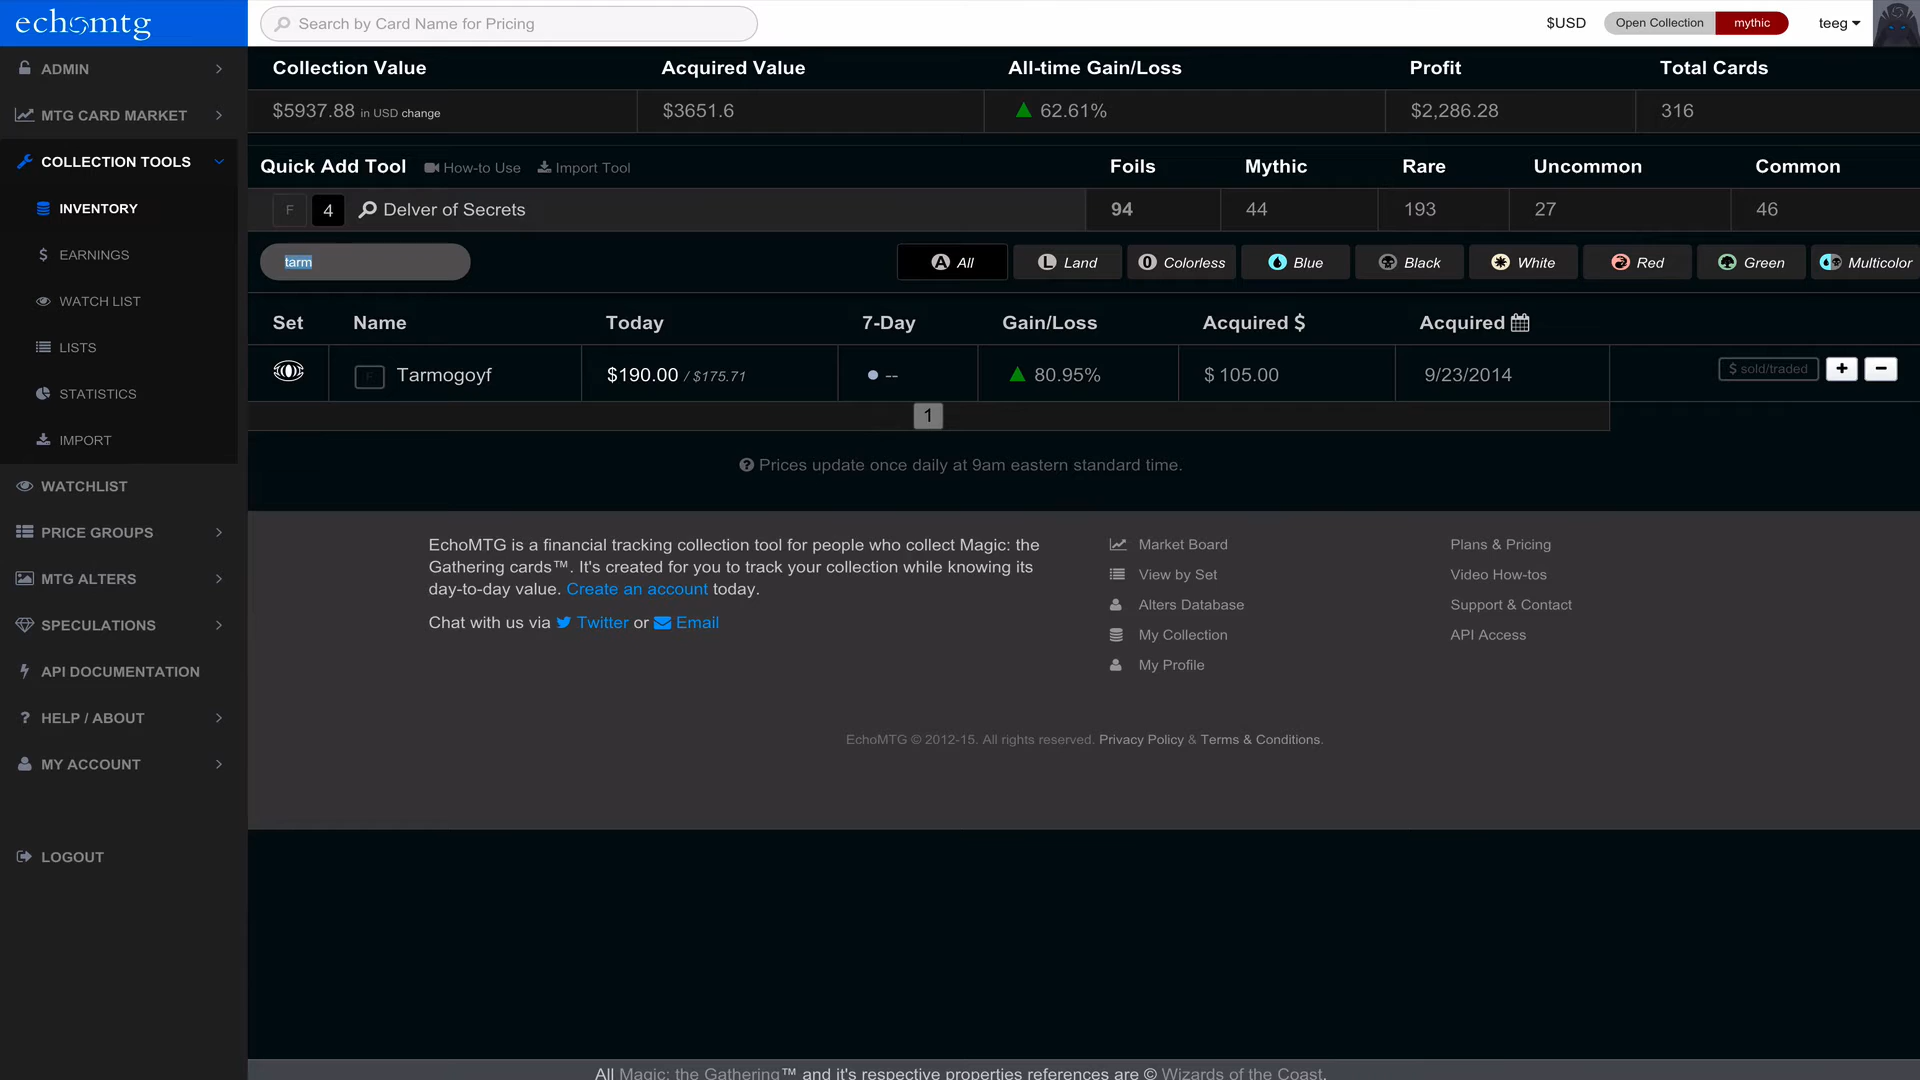 echomtg
Search by Card Name for Pricing
$USD
Open Collection mythic
teeg
ADMIN
MTG CARD MARKET
COLLECTION TOOLS
INVENTORY
$ EARNINGS
WATCH LIST
LISTS
STATISTICS
IMPORT
WATCHLIST
PRICE GROUPS
MTG ALTERS
SPECULATIONS
API DOCUMENTATION
? HELP / ABOUT
MY ACCOUNT
LOGOUT
Collection Value Acquired Value All-time Gain/Loss Profit Total Cards
$5937.88 in USD change $3651.6 62.61% $2,286.28 316
Quick Add Tool How-to Use Import Tool Foils Mythic Rare Uncommon Common
F 4 Delver of Secrets 94 44 193 27 46
tarm
A All L Land 0 Colorless Blue Black White Red Green Multicolor
Set Name Today 7-Day Gain/Loss Acquired $ Acquired
F Tarmogoyf $190.00 / $175.71 -- 80.95% $ 105.00 9/23/2014 $ sold/traded + −
1
? Prices update once daily at 9am eastern standard time.
EchoMTG is a financial tracking collection tool for people who collect Magic: the
Gathering cards™. It's created for you to track your collection while knowing its
day-to-day value. Create an account today.
Chat with us via Twitter or Email
Market Board
View by Set
Alters Database
My Collection
My Profile
Plans & Pricing
Video How-tos
Support & Contact
API Access
EchoMTG © 2012-15. All rights reserved. Privacy Policy & Terms & Conditions.
All Magic: the Gathering™ and it's respective properties references are © Wizards of the Coast.